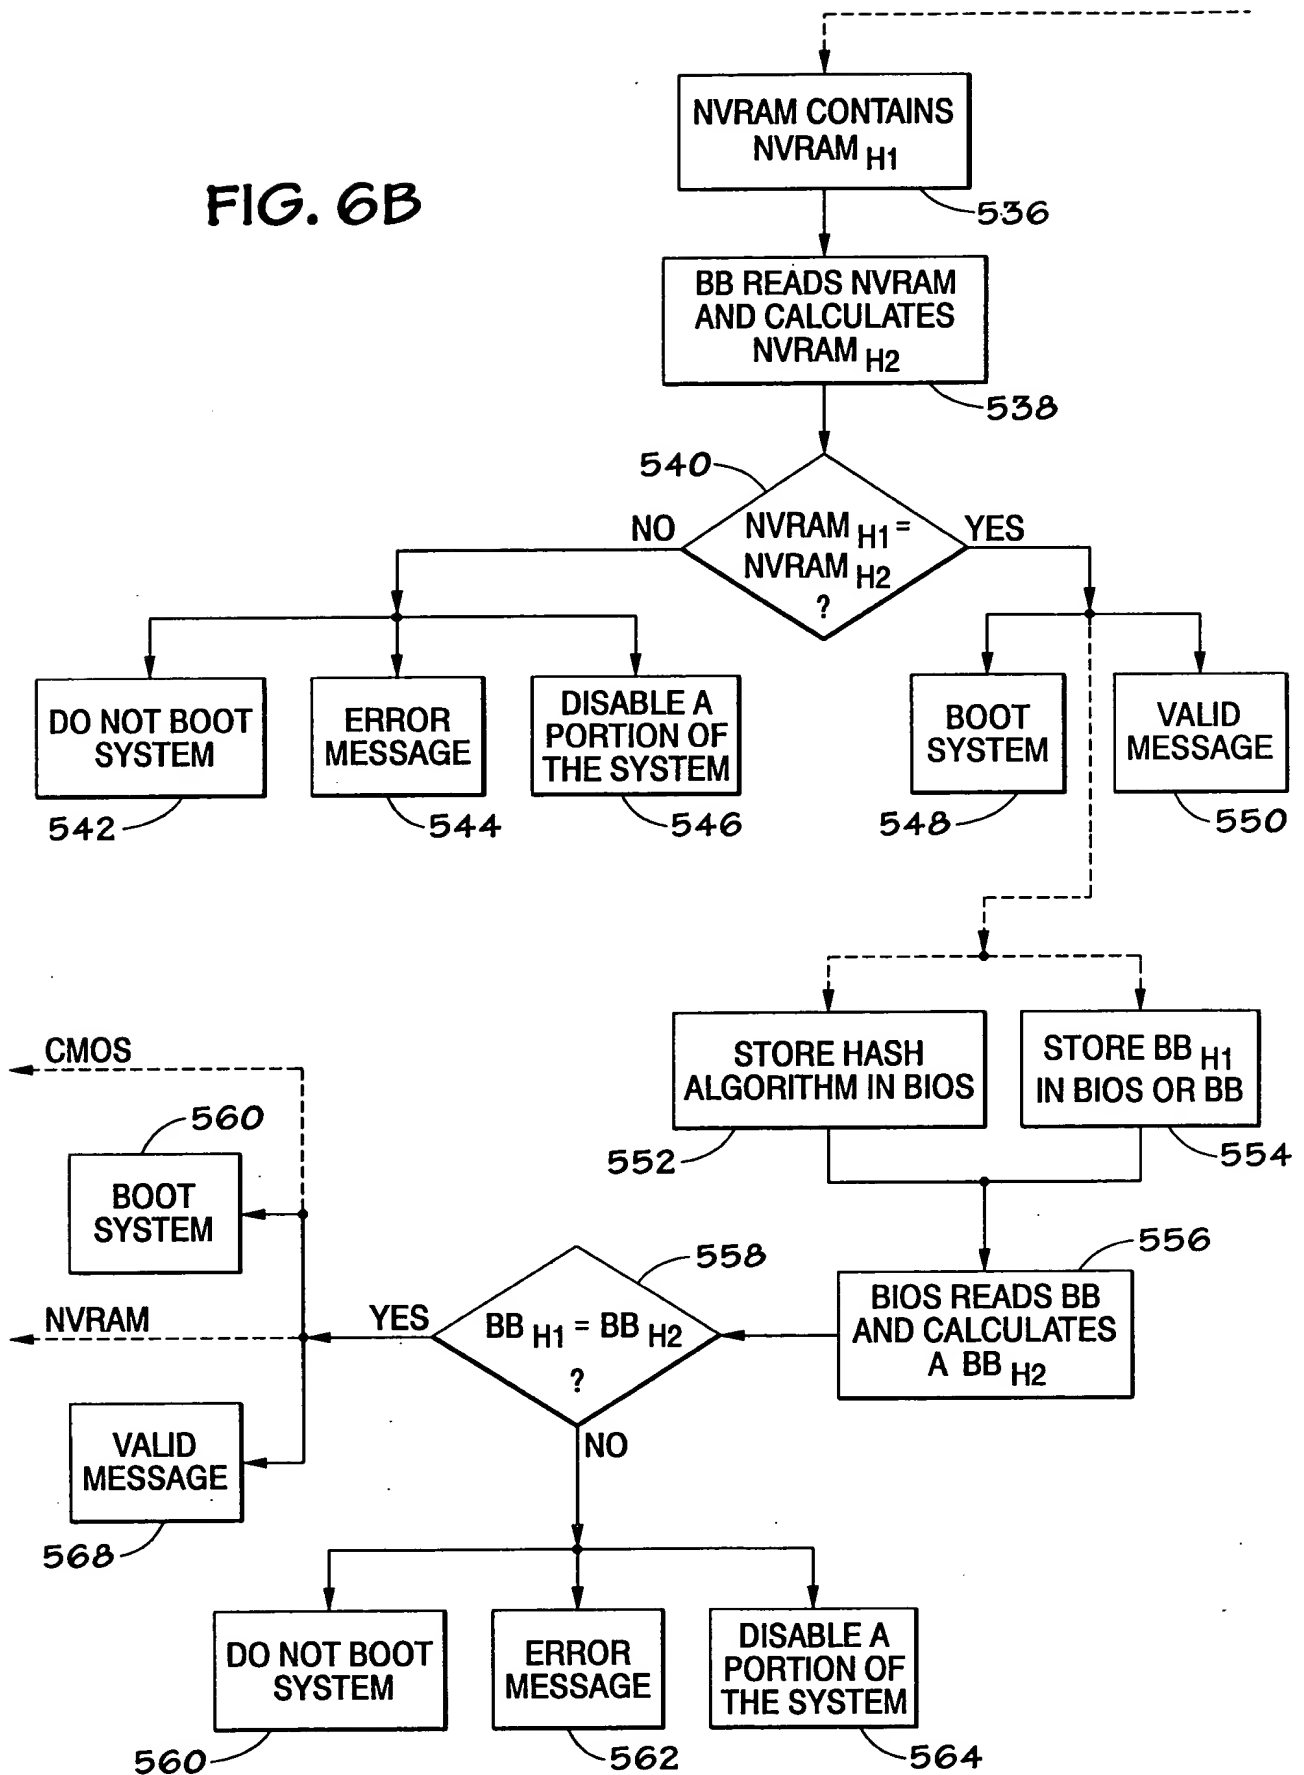 FIG. 6B
NVRAM CONTAINS
NVRAM H1
536
BB READS NVRAM
AND CALCULATES
NVRAM H2
538
540
NO
NVRAM H1 =
NVRAM H2
?
YES
DO NOT BOOT
SYSTEM
542
ERROR
MESSAGE
544
DISABLE A
PORTION OF
THE SYSTEM
546
BOOT
SYSTEM
548
VALID
MESSAGE
550
STORE HASH
ALGORITHM IN BIOS
552
STORE BB H1
IN BIOS OR BB
554
CMOS
560
BOOT
SYSTEM
NVRAM
VALID
MESSAGE
568
YES
558
BB H1 = BB H2
?
NO
556
BIOS READS BB
AND CALCULATES
A BB H2
DO NOT BOOT
SYSTEM
560
ERROR
MESSAGE
562
DISABLE A
PORTION OF
THE SYSTEM
564